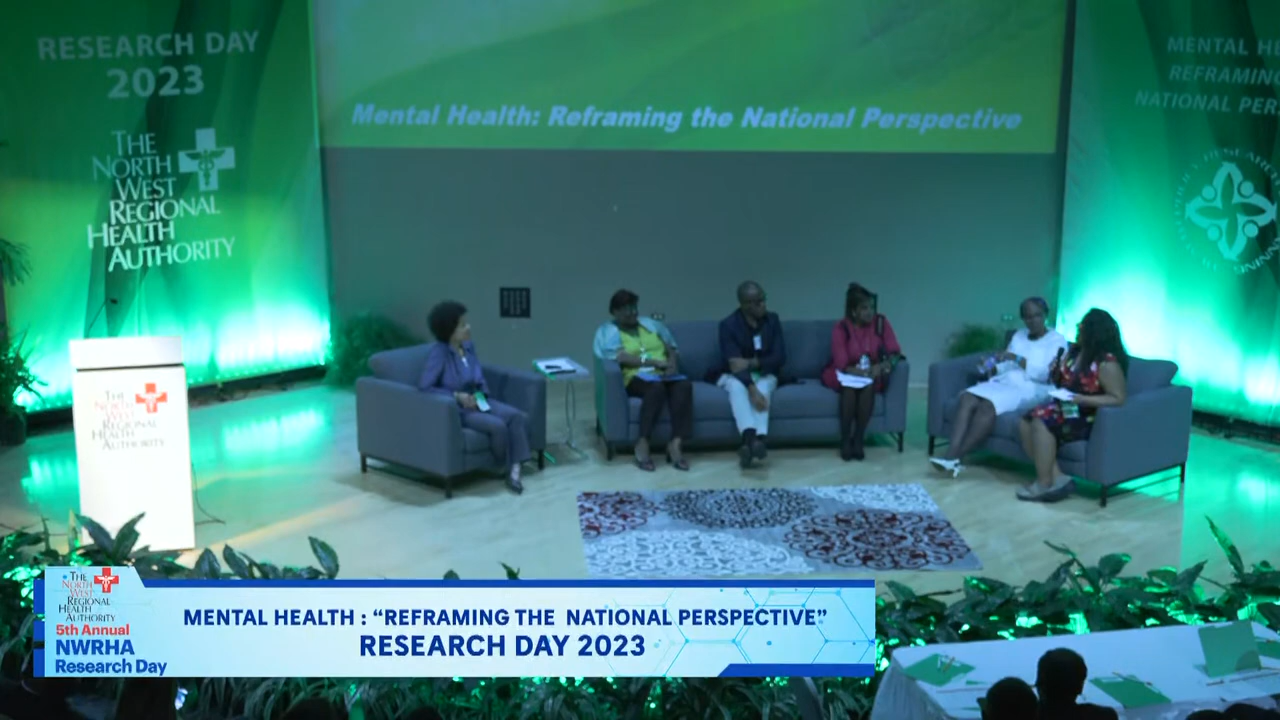 RESEARCH DAY
2023
THE
NORTH
WEST
REGIONAL
HEALTH
AUTHORITY
Mental Health: Reframing the National Perspective
MENTAL HE
REFRAMING
NATIONAL PER
THE
NORTH
WEST
REGIONAL
HEALTH
AUTHORITY
THE
NORTH
WEST
REGIONAL
HEALTH
AUTHORITY
5th Annual
NWRHA
Research Day
MENTAL HEALTH : “REFRAMING THE NATIONAL PERSPECTIVE”
RESEARCH DAY 2023